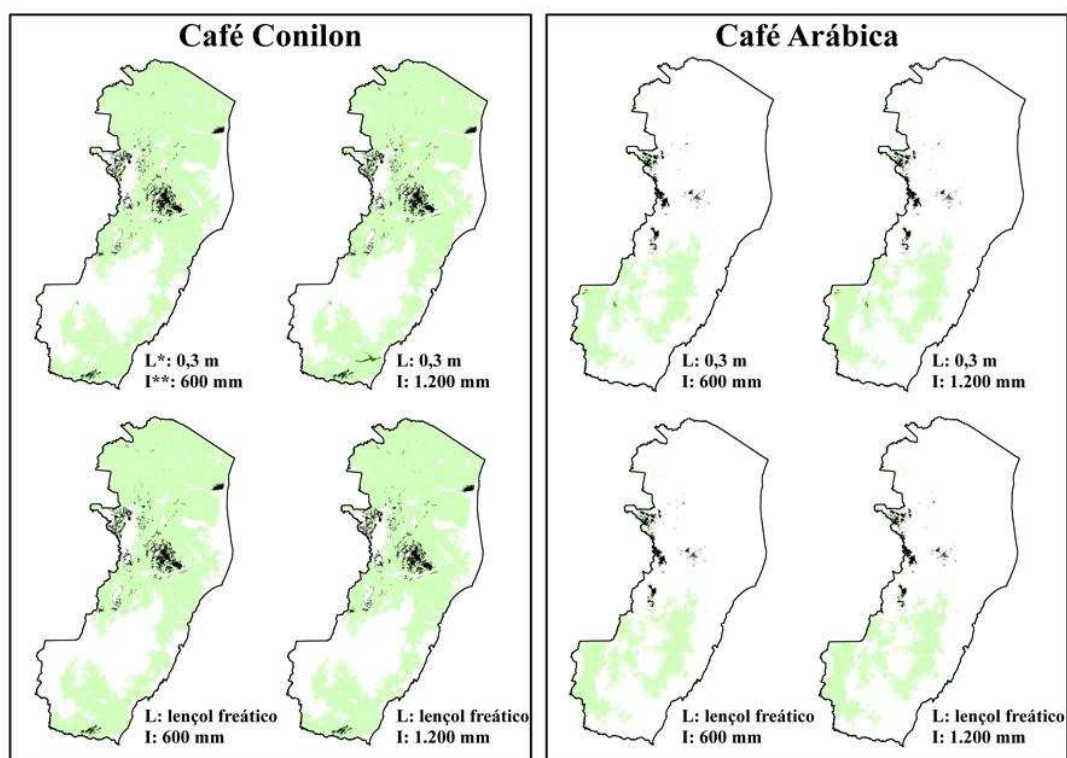 Café Conilon
L*: 0,3 m
I**: 600 mm
L: 0,3 m
I: 1.200 mm
L: lençol freático
I: 600 mm
L: lençol freático
I: 1.200 mm
Café Arábica
L: 0,3 m
I: 600 mm
L: 0,3 m
I: 1.200 mm
L: lençol freático
I: 600 mm
L: lençol freático
I: 1.200 mm